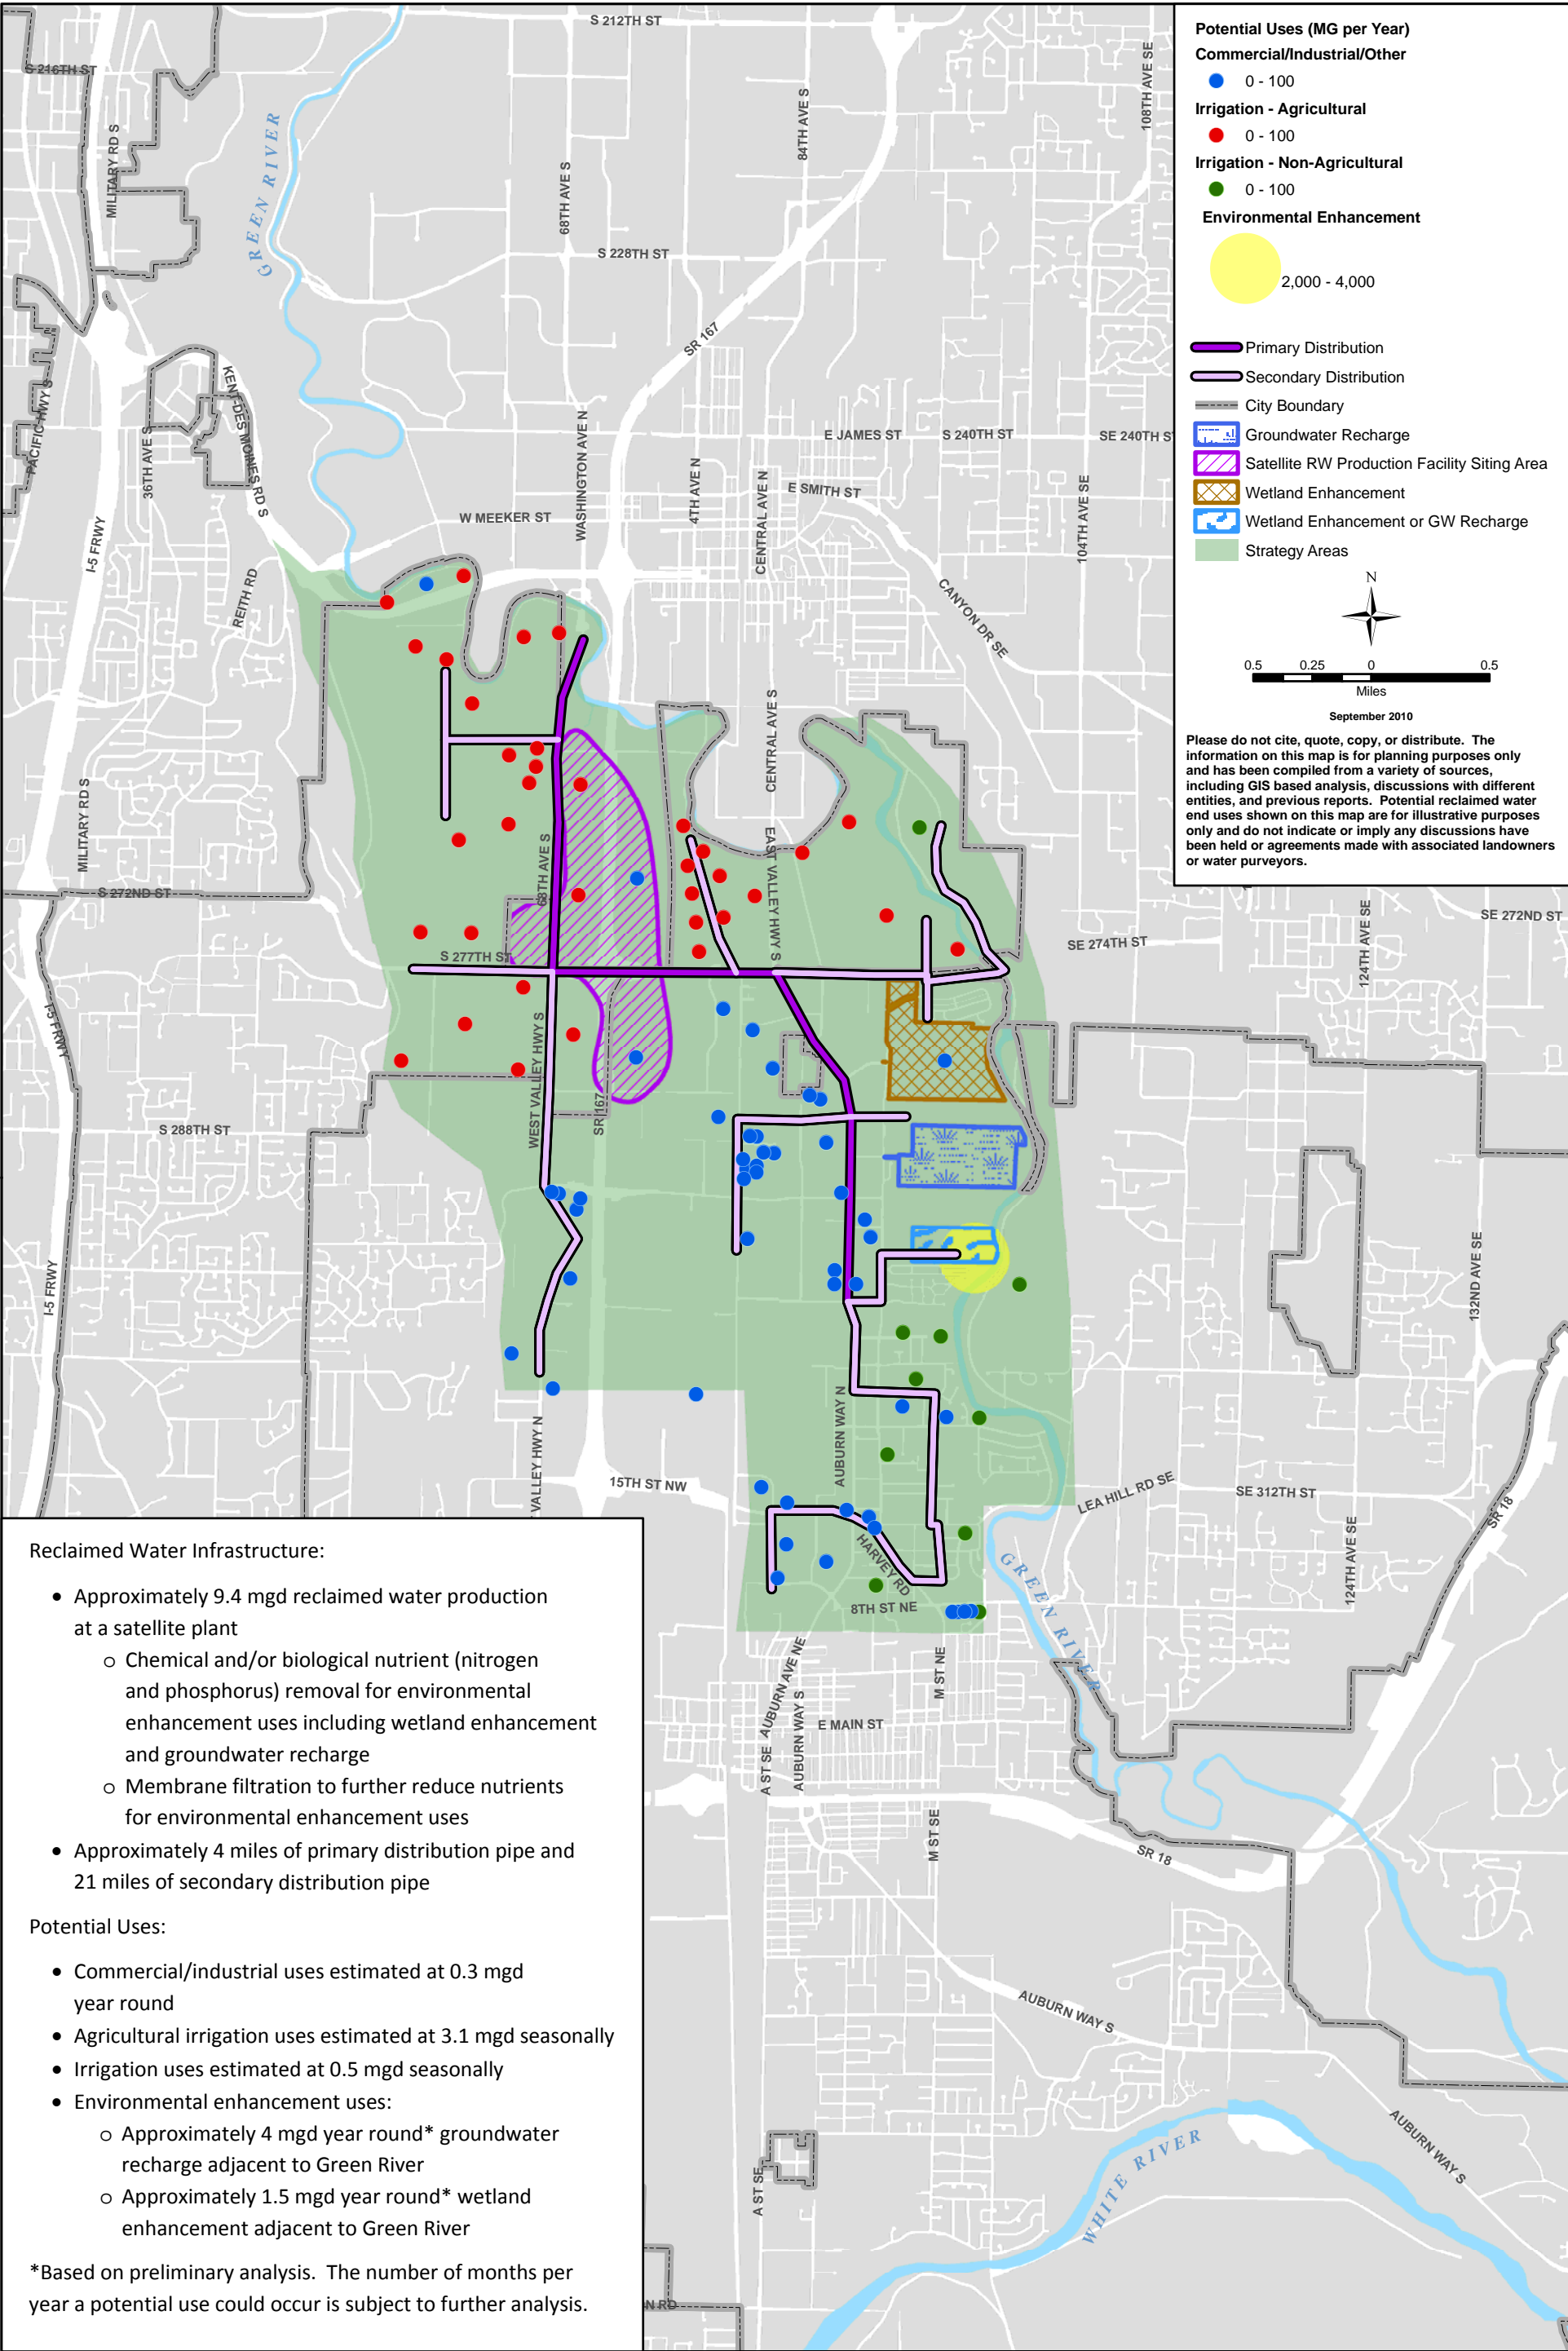 S 212TH ST
S 216TH ST
MILITARY RD S
GREEN RIVER
68TH AVE S
84TH AVE S
108TH AVE SE
S 228TH ST
SR 167
PACIFIC HWY S
36TH AVE S
KENT-DES MOINES RD S
WASHINGTON AVE N
E JAMES ST
S 240TH ST
SE 240TH ST
4TH AVE N
CENTRAL AVE N
E SMITH ST
104TH AVE SE
W MEEKER ST
I-5 FRWY
REITH RD
CANYON DR SE
Potential Uses (MG per Year)
Commercial/Industrial/Other
0 - 100
Irrigation - Agricultural
0 - 100
Irrigation - Non-Agricultural
0 - 100
Environmental Enhancement
2,000 - 4,000
Primary Distribution
Secondary Distribution
City Boundary
Groundwater Recharge
Satellite RW Production Facility Siting Area
Wetland Enhancement
Wetland Enhancement or GW Recharge
Strategy Areas
N
0.5 0.25 0 0.5
Miles
September 2010
Please do not cite, quote, copy, or distribute. The
information on this map is for planning purposes only
and has been compiled from a variety of sources,
including GIS based analysis, discussions with different
entities, and previous reports. Potential reclaimed water
end uses shown on this map are for illustrative purposes
only and do not indicate or imply any discussions have
been held or agreements made with associated landowners
or water purveyors.
CENTRAL AVE S
MILITARY RD S
68TH AVE S
EAST VALLEY HWY S
S 272ND ST
SE 272ND ST
124TH AVE SE
SE 274TH ST
S 277TH ST
I-5 FRWY
WEST VALLEY HWY S
SR 167
S 288TH ST
I-5 FRWY
132ND AVE SE
AUBURN WAY N
VALLEY HWY N
15TH ST NW
LEA HILL RD SE
SE 312TH ST
SR 18
124TH AVE SE
HARVEY RD
8TH ST NE
GREEN RIVER
M ST NE
AUBURN AVE NE
AUBURN WAY S
A ST SE
E MAIN ST
M ST SE
SR 18
AUBURN WAY S
AUBURN WAY S
WHITE RIVER
A ST SE
N RD
Reclaimed Water Infrastructure:
• Approximately 9.4 mgd reclaimed water production
at a satellite plant
o Chemical and/or biological nutrient (nitrogen
and phosphorus) removal for environmental
enhancement uses including wetland enhancement
and groundwater recharge
o Membrane filtration to further reduce nutrients
for environmental enhancement uses
• Approximately 4 miles of primary distribution pipe and
21 miles of secondary distribution pipe
Potential Uses:
• Commercial/industrial uses estimated at 0.3 mgd
year round
• Agricultural irrigation uses estimated at 3.1 mgd seasonally
• Irrigation uses estimated at 0.5 mgd seasonally
• Environmental enhancement uses:
o Approximately 4 mgd year round* groundwater
recharge adjacent to Green River
o Approximately 1.5 mgd year round* wetland
enhancement adjacent to Green River
*Based on preliminary analysis. The number of months per
year a potential use could occur is subject to further analysis.